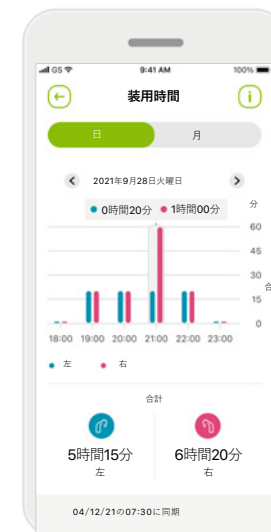 GS 9:41 AM 100%
装用時間
日 月
2021年9月28日火曜日
0時間20分 1時間00分
分
60
45
30
合
15
0
18:00 19:00 20:00 21:00 22:00 23:00
左 右
合計
5時間15分 6時間20分
左 右
04/12/21の07:30に同期